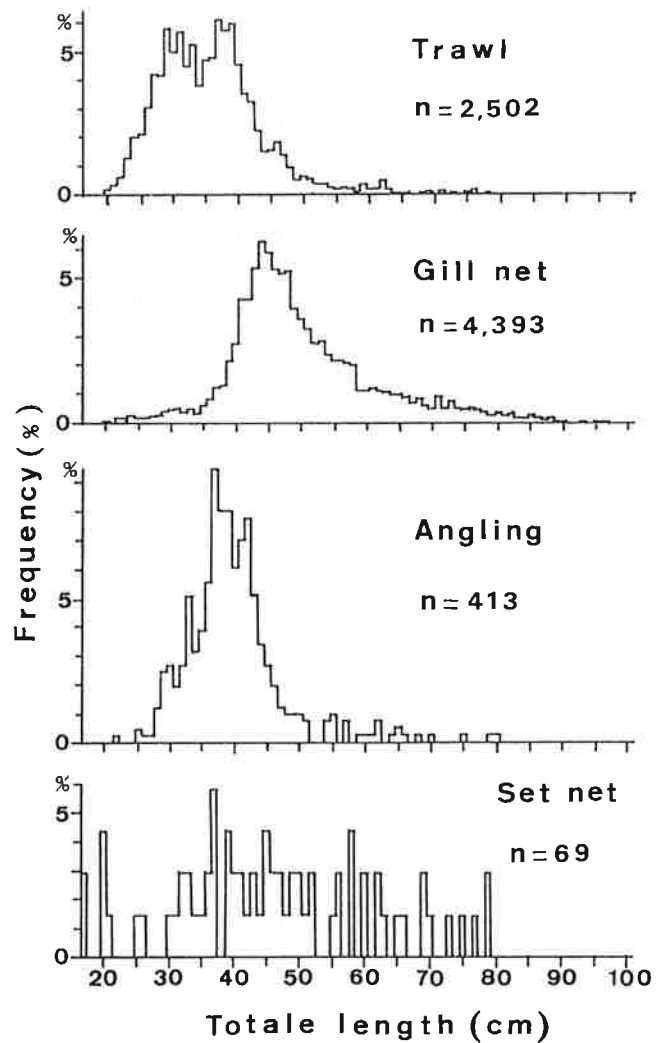 %
5
0
Trawl
n=2,502
%
5
0
Gill net
n=4,393
%
5
0
Angling
n=413
%
5
0
Set net
n=69
Frequency (%)
20 30 40 50 60 70 80 90 100
Totale length (cm)